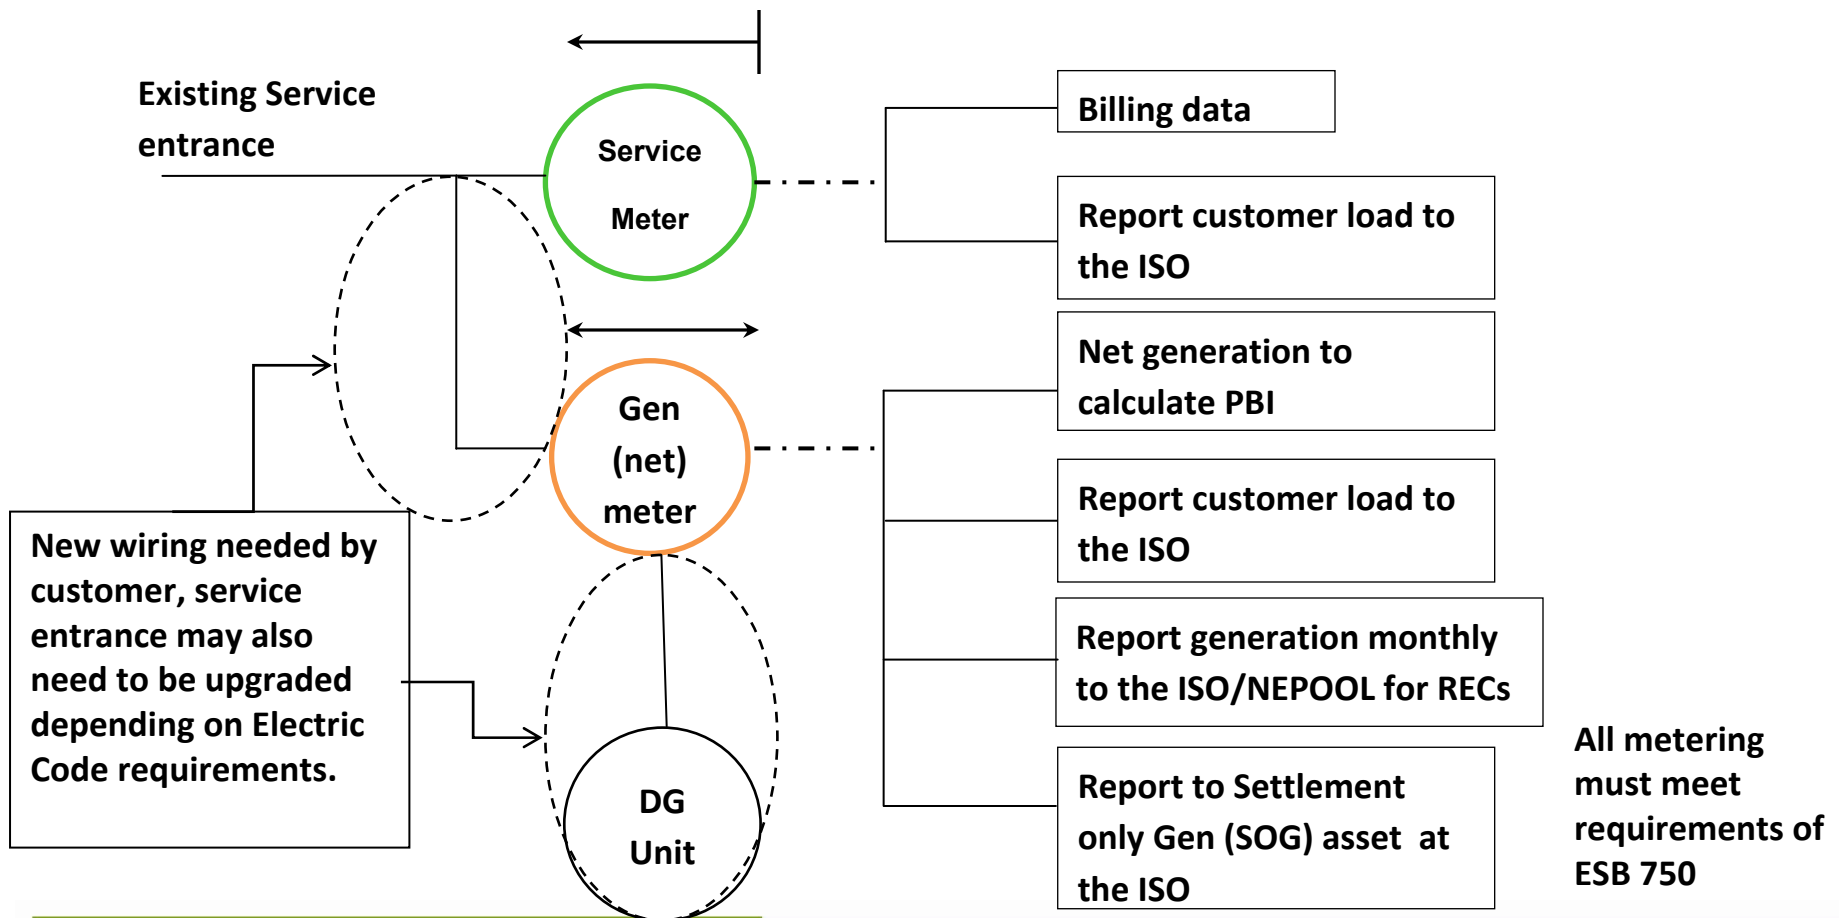 Existing Service
entrance
Service
Meter
Billing data
Report customer load to
the ISO
Net generation to
calculate PBI
Gen
(net)
meter
Report customer load to
the ISO
New wiring needed by
customer, service
entrance may also
need to be upgraded
depending on Electric
Code requirements.
Report generation monthly
to the ISO/NEPOOL for RECs
DG
Unit
Report to Settlement
only Gen (SOG) asset  at
the ISO
All metering
must meet
requirements of
ESB 750